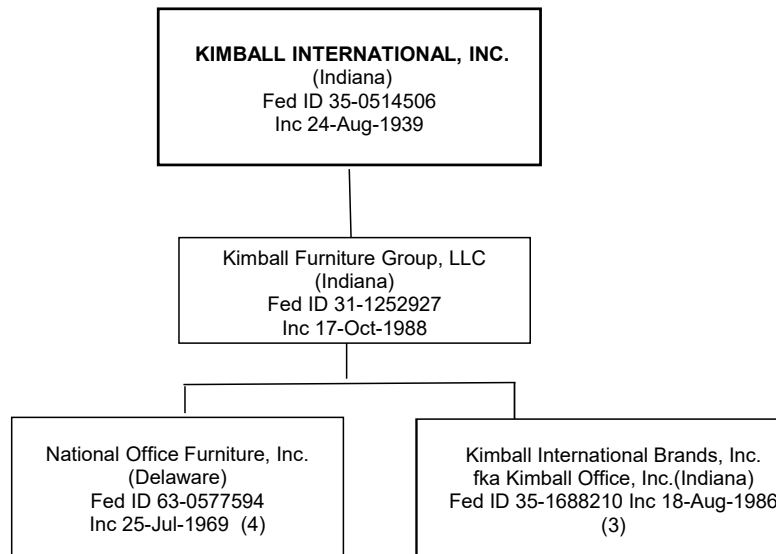 KIMBALL INTERNATIONAL, INC.
(Indiana)
Fed ID 35-0514506
Inc 24-Aug-1939
Kimball Furniture Group, LLC
(Indiana)
Fed ID 31-1252927
Inc 17-Oct-1988
National Office Furniture, Inc.
(Delaware)
Fed ID 63-0577594
Inc 25-Jul-1969 (4)
Kimball International Brands, Inc.
fka Kimball Office, Inc.(Indiana)
Fed ID 35-1688210 Inc 18-Aug-1986
(3)